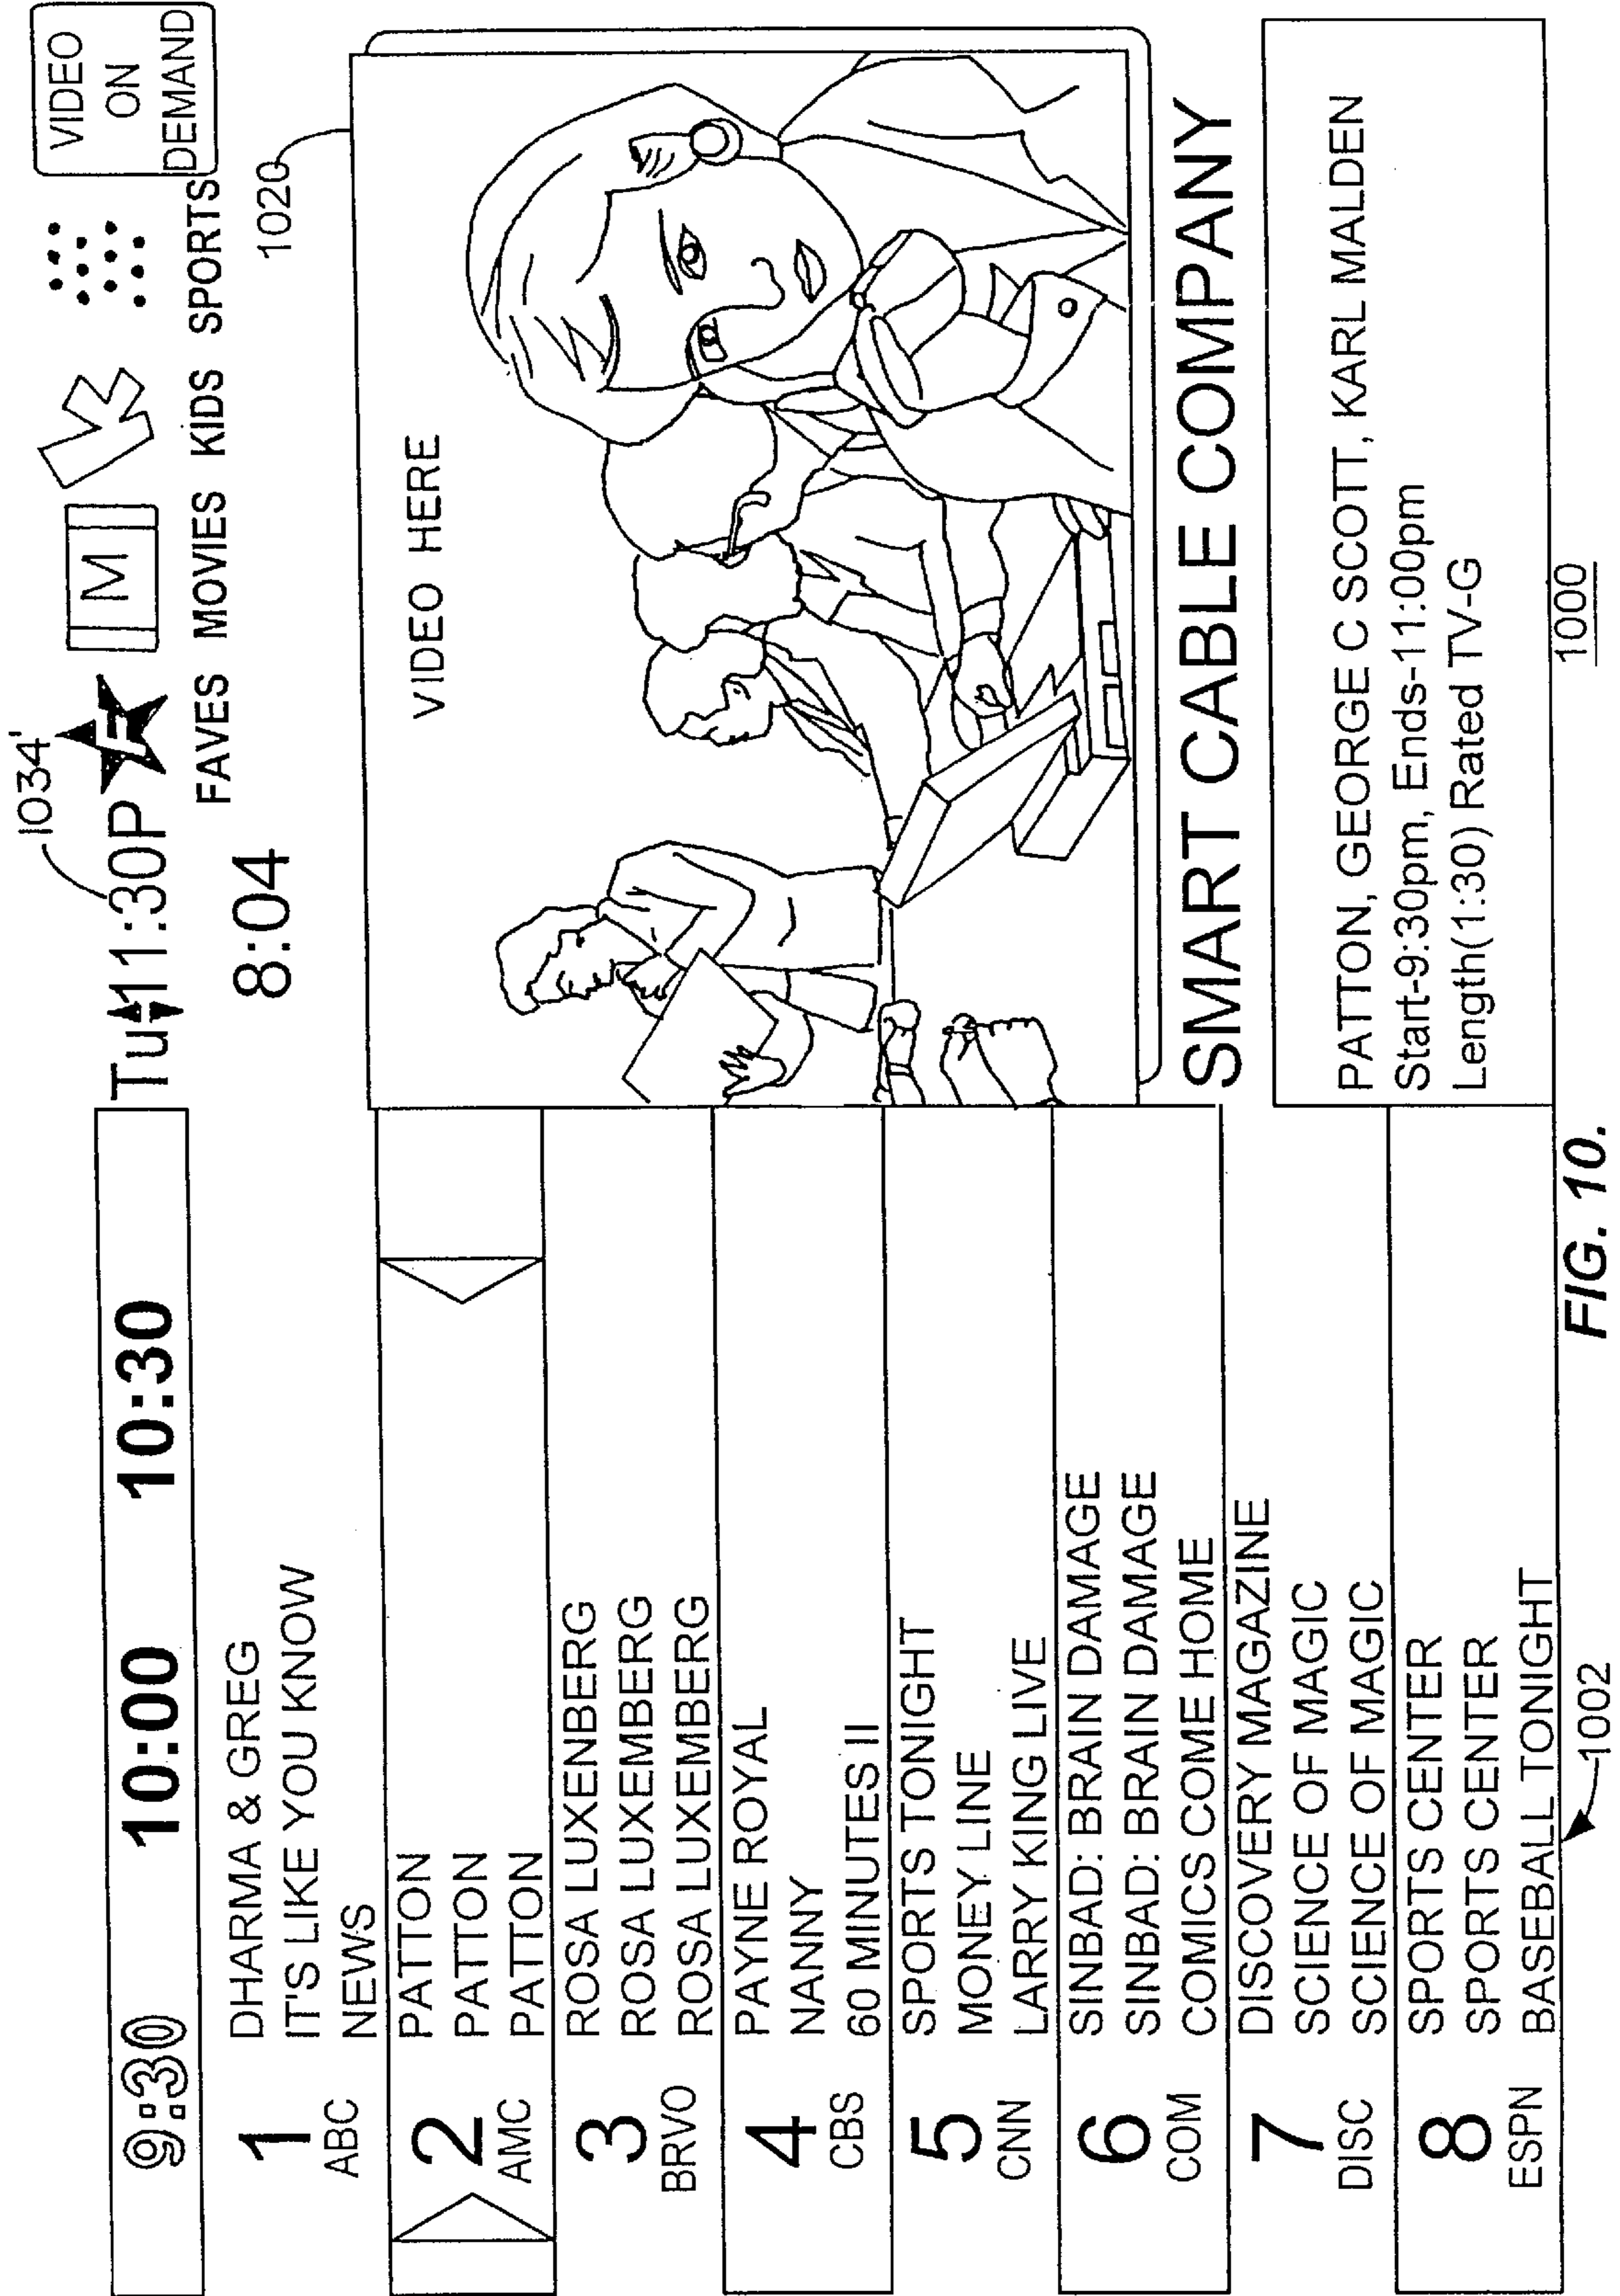 9:30 10:00 10:30
1034'
Tu 11:30P F M
FAVES MOVIES KIDS SPORTS
VIDEO
ON
DEMAND
8:04
1020
1 DHARMA & GREG
IT'S LIKE YOU KNOW
ABC NEWS
2 PATTON
PATTON
AMC PATTON
3 ROSA LUXENBERG
ROSA LUXEMBERG
BRVO ROSA LUXEMBERG
4 PAYNE ROYAL
NANNY
CBS 60 MINUTES II
5 SPORTS TONIGHT
MONEY LINE
CNN LARRY KING LIVE
6 SINBAD: BRAIN DAMAGE
SINBAD: BRAIN DAMAGE
COM COMICS COME HOME
7 DISCOVERY MAGAZINE
SCIENCE OF MAGIC
DISC SCIENCE OF MAGIC
8 SPORTS CENTER
SPORTS CENTER
ESPN BASEBALL TONIGHT
VIDEO HERE
SMART CABLE COMPANY
PATTON, GEORGE C SCOTT, KARL MALDEN
Start-9:30pm, Ends-11:00pm
Length(1:30) Rated TV-G
1002
1000
FIG. 10.